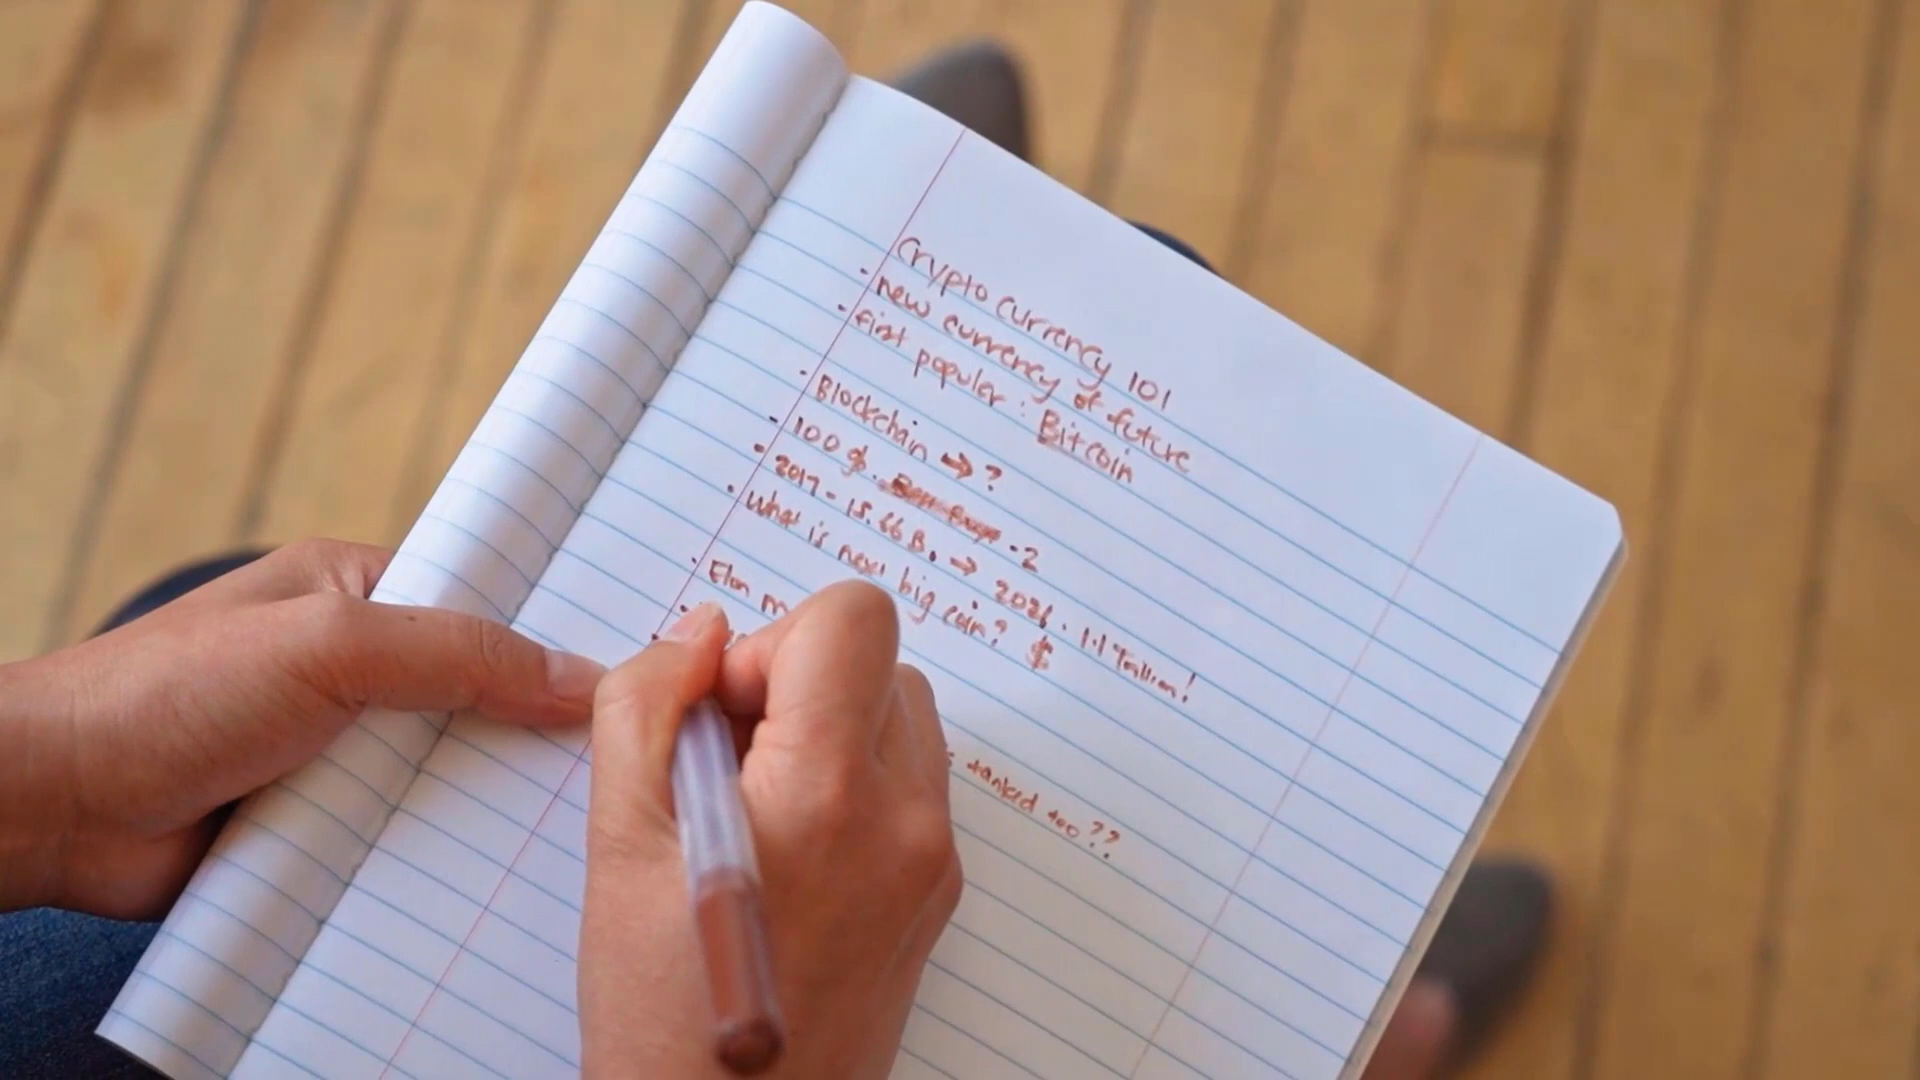 Crypto Currency 101
· new currency of future
· first popular : Bitcoin
· Blockchain → ?
- 100 $. - 2
- 2017 - 15.66 B. → 2021. 1.1 Trillion!
· What is next big coin? $
· Elon m
tanked too ??